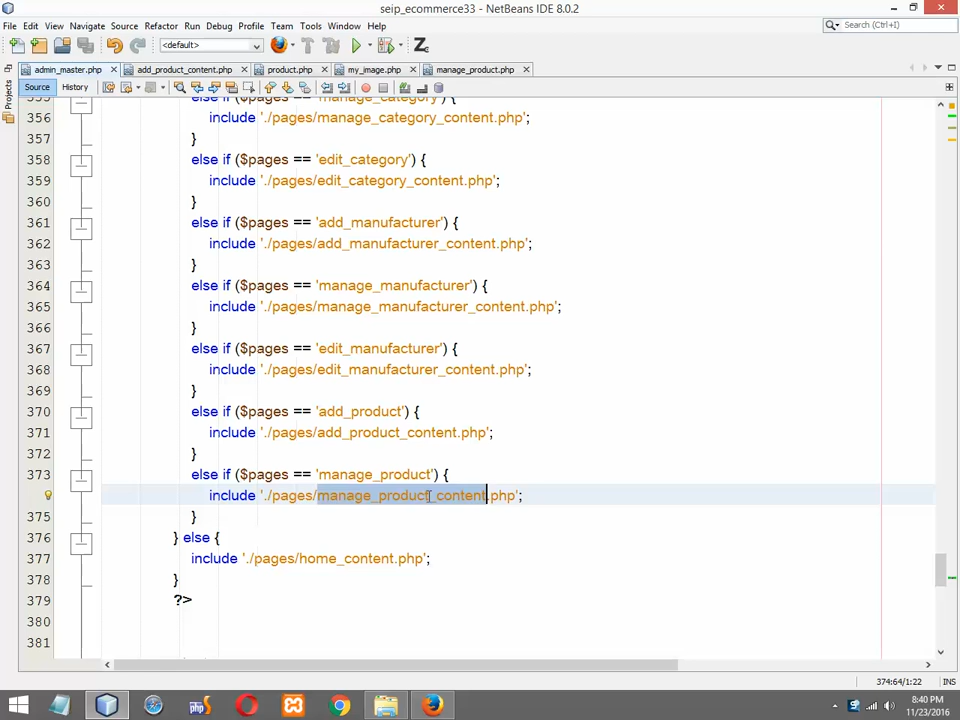 seip_ecommerce33 - NetBeans IDE 8.0.2
File Edit View Navigate Source Refactor Run Debug Profile Team Tools Window Help
<default>
Search (Ctrl+I)
admin_master.php add_product_content.php product.php my_image.php manage_product.php
Source History
Projects
355 else if ($pages == 'manage_category') {
356 include './pages/manage_category_content.php';
357 }
358 else if ($pages == 'edit_category') {
359 include './pages/edit_category_content.php';
360 }
361 else if ($pages == 'add_manufacturer') {
362 include './pages/add_manufacturer_content.php';
363 }
364 else if ($pages == 'manage_manufacturer') {
365 include './pages/manage_manufacturer_content.php';
366 }
367 else if ($pages == 'edit_manufacturer') {
368 include './pages/edit_manufacturer_content.php';
369 }
370 else if ($pages == 'add_product') {
371 include './pages/add_product_content.php';
372 }
373 else if ($pages == 'manage_product') {
include './pages/manage_product_content.php';
375 }
376 } else {
377 include './pages/home_content.php';
378 }
379 ?>
380
381
374:64/1:22 INS
8:40 PM
11/23/2016